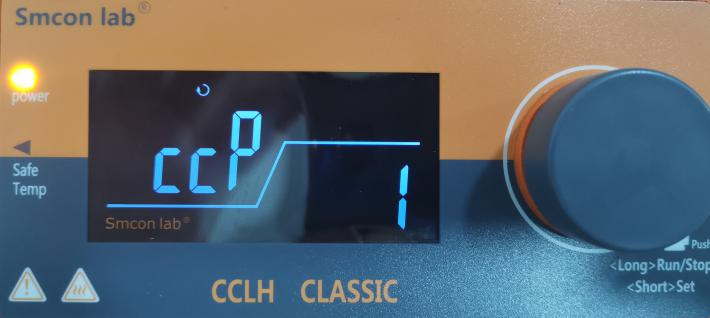 Smcon lab®
power
Safe
Temp
ccP
1
Smcon lab®
Push
<Long>Run/Stop
<Short>Set
CCLH CLASSIC